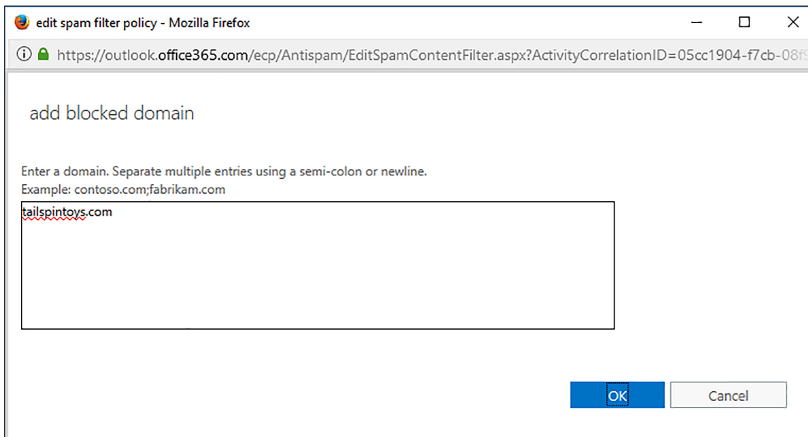 edit spam filter policy - Mozilla Firefox
https://outlook.office365.com/ecp/Antispam/EditSpamContentFilter.aspx?ActivityCorrelationID=05cc1904-f7cb-08f9
add blocked domain
Enter a domain. Separate multiple entries using a semi-colon or newline.
Example: contoso.com;fabrikam.com
tailspintoys.com
OK Cancel